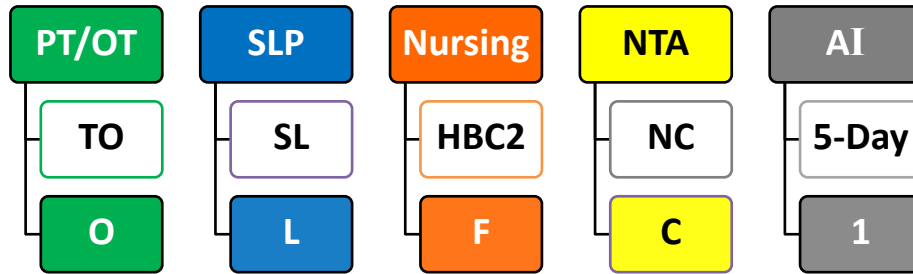 PT/OT SLP Nursing NTA AI
TO SL HBC2 NC 5-Day
O L F C 1